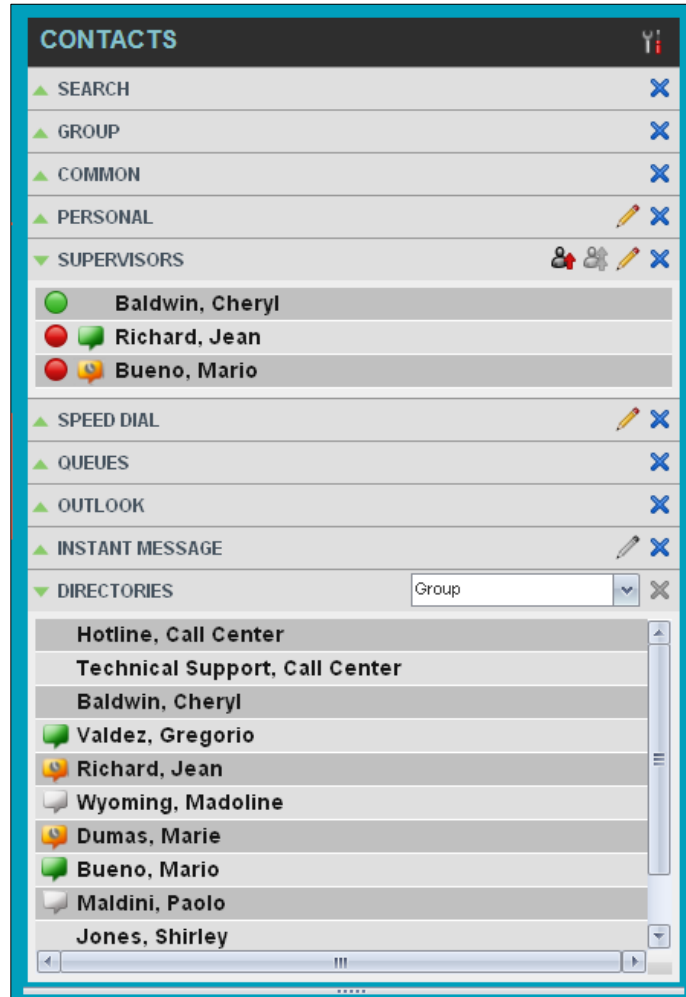 CONTACTS
SEARCH
GROUP
COMMON
PERSONAL
SUPERVISORS
Baldwin, Cheryl
Richard, Jean
Bueno, Mario
SPEED DIAL
QUEUES
OUTLOOK
INSTANT MESSAGE
DIRECTORIES Group
Hotline, Call Center
Technical Support, Call Center
Baldwin, Cheryl
Valdez, Gregorio
Richard, Jean
Wyoming, Madoline
Dumas, Marie
Bueno, Mario
Maldini, Paolo
Jones, Shirley